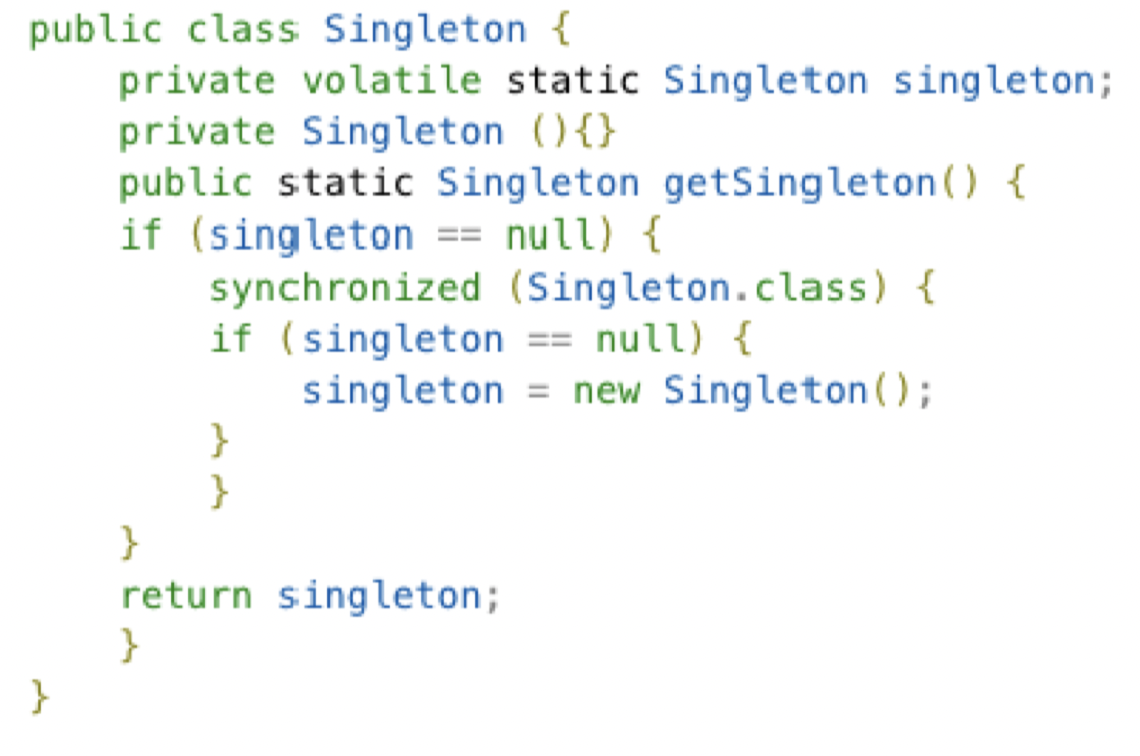 public class Singleton {
    private volatile static Singleton singleton;
    private Singleton (){}
    public static Singleton getSingleton() {
    if (singleton == null) {
        synchronized (Singleton.class) {
        if (singleton == null) {
            singleton = new Singleton();
        }
        }
    }
    return singleton;
    }
}